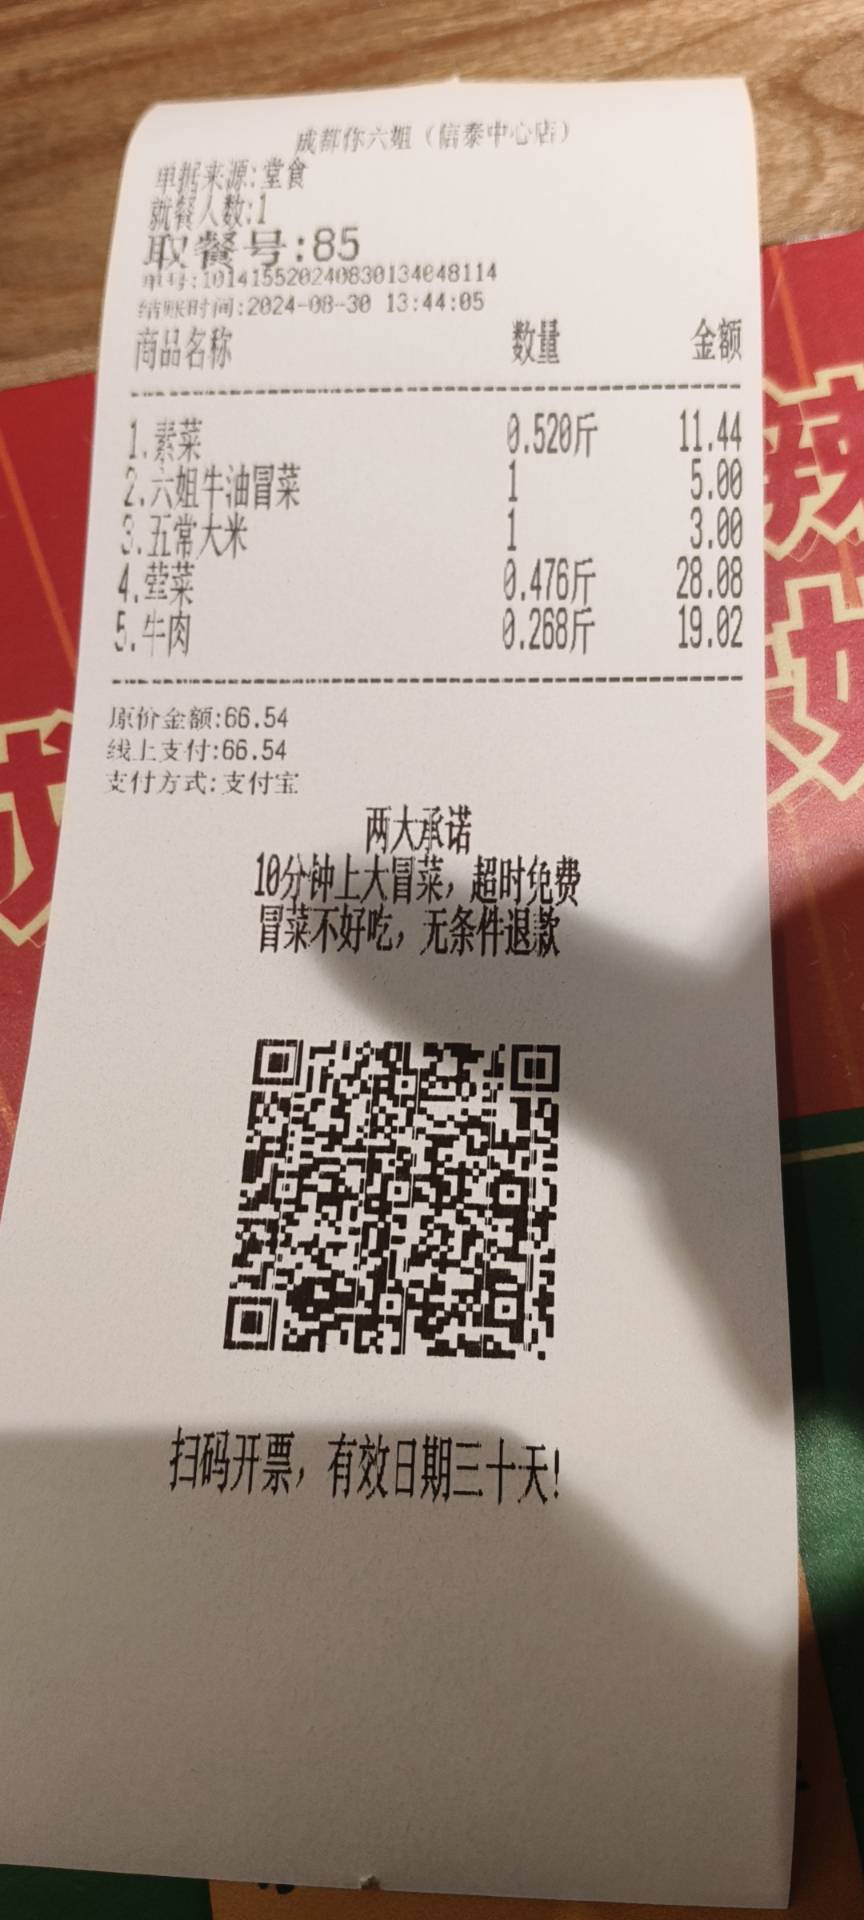 成都你六姐（信泰中心店）
单据来源:堂食
就餐人数:1
取餐号:85
单号:101415520240830134048114
结账时间:2024-08-30 13:44:05
商品名称 数量 金额
1.素菜 0.520斤 11.44
2.六姐牛油冒菜 1 5.00
3.五常大米 1 3.00
4.荤菜 0.476斤 28.08
5.牛肉 0.268斤 19.02
原价金额:66.54
线上支付:66.54
支付方式:支付宝
两大承诺
10分钟上大冒菜，超时免费
冒菜不好吃，无条件退款
扫码开票，有效日期三十天!